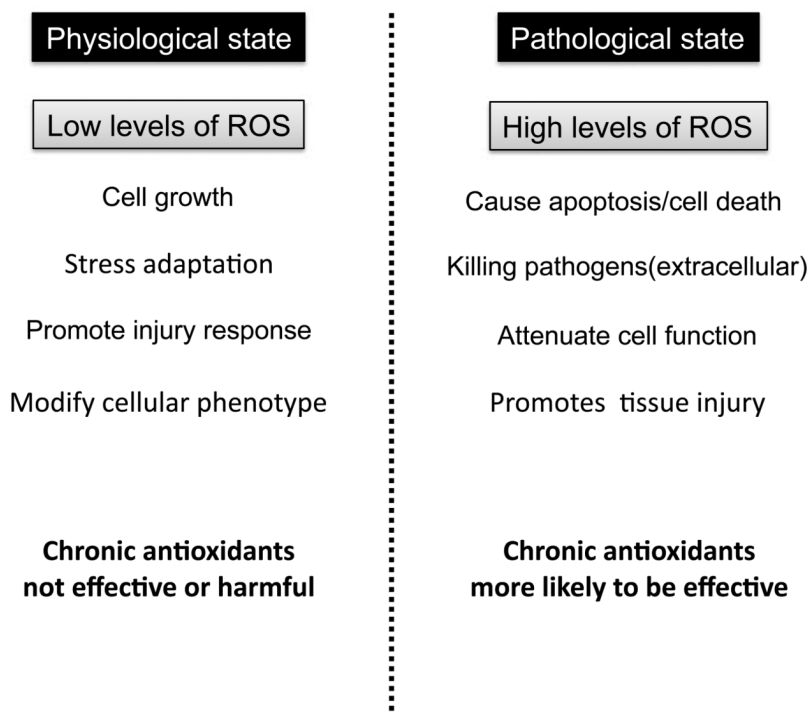 Physiological state
Low levels of ROS
Cell growth
Stress adaptation
Promote injury response
Modify cellular phenotype
Chronic antioxidants
not effective or harmful
Pathological state
High levels of ROS
Cause apoptosis/cell death
Killing pathogens(extracellular)
Attenuate cell function
Promotes tissue injury
Chronic antioxidants
more likely to be effective